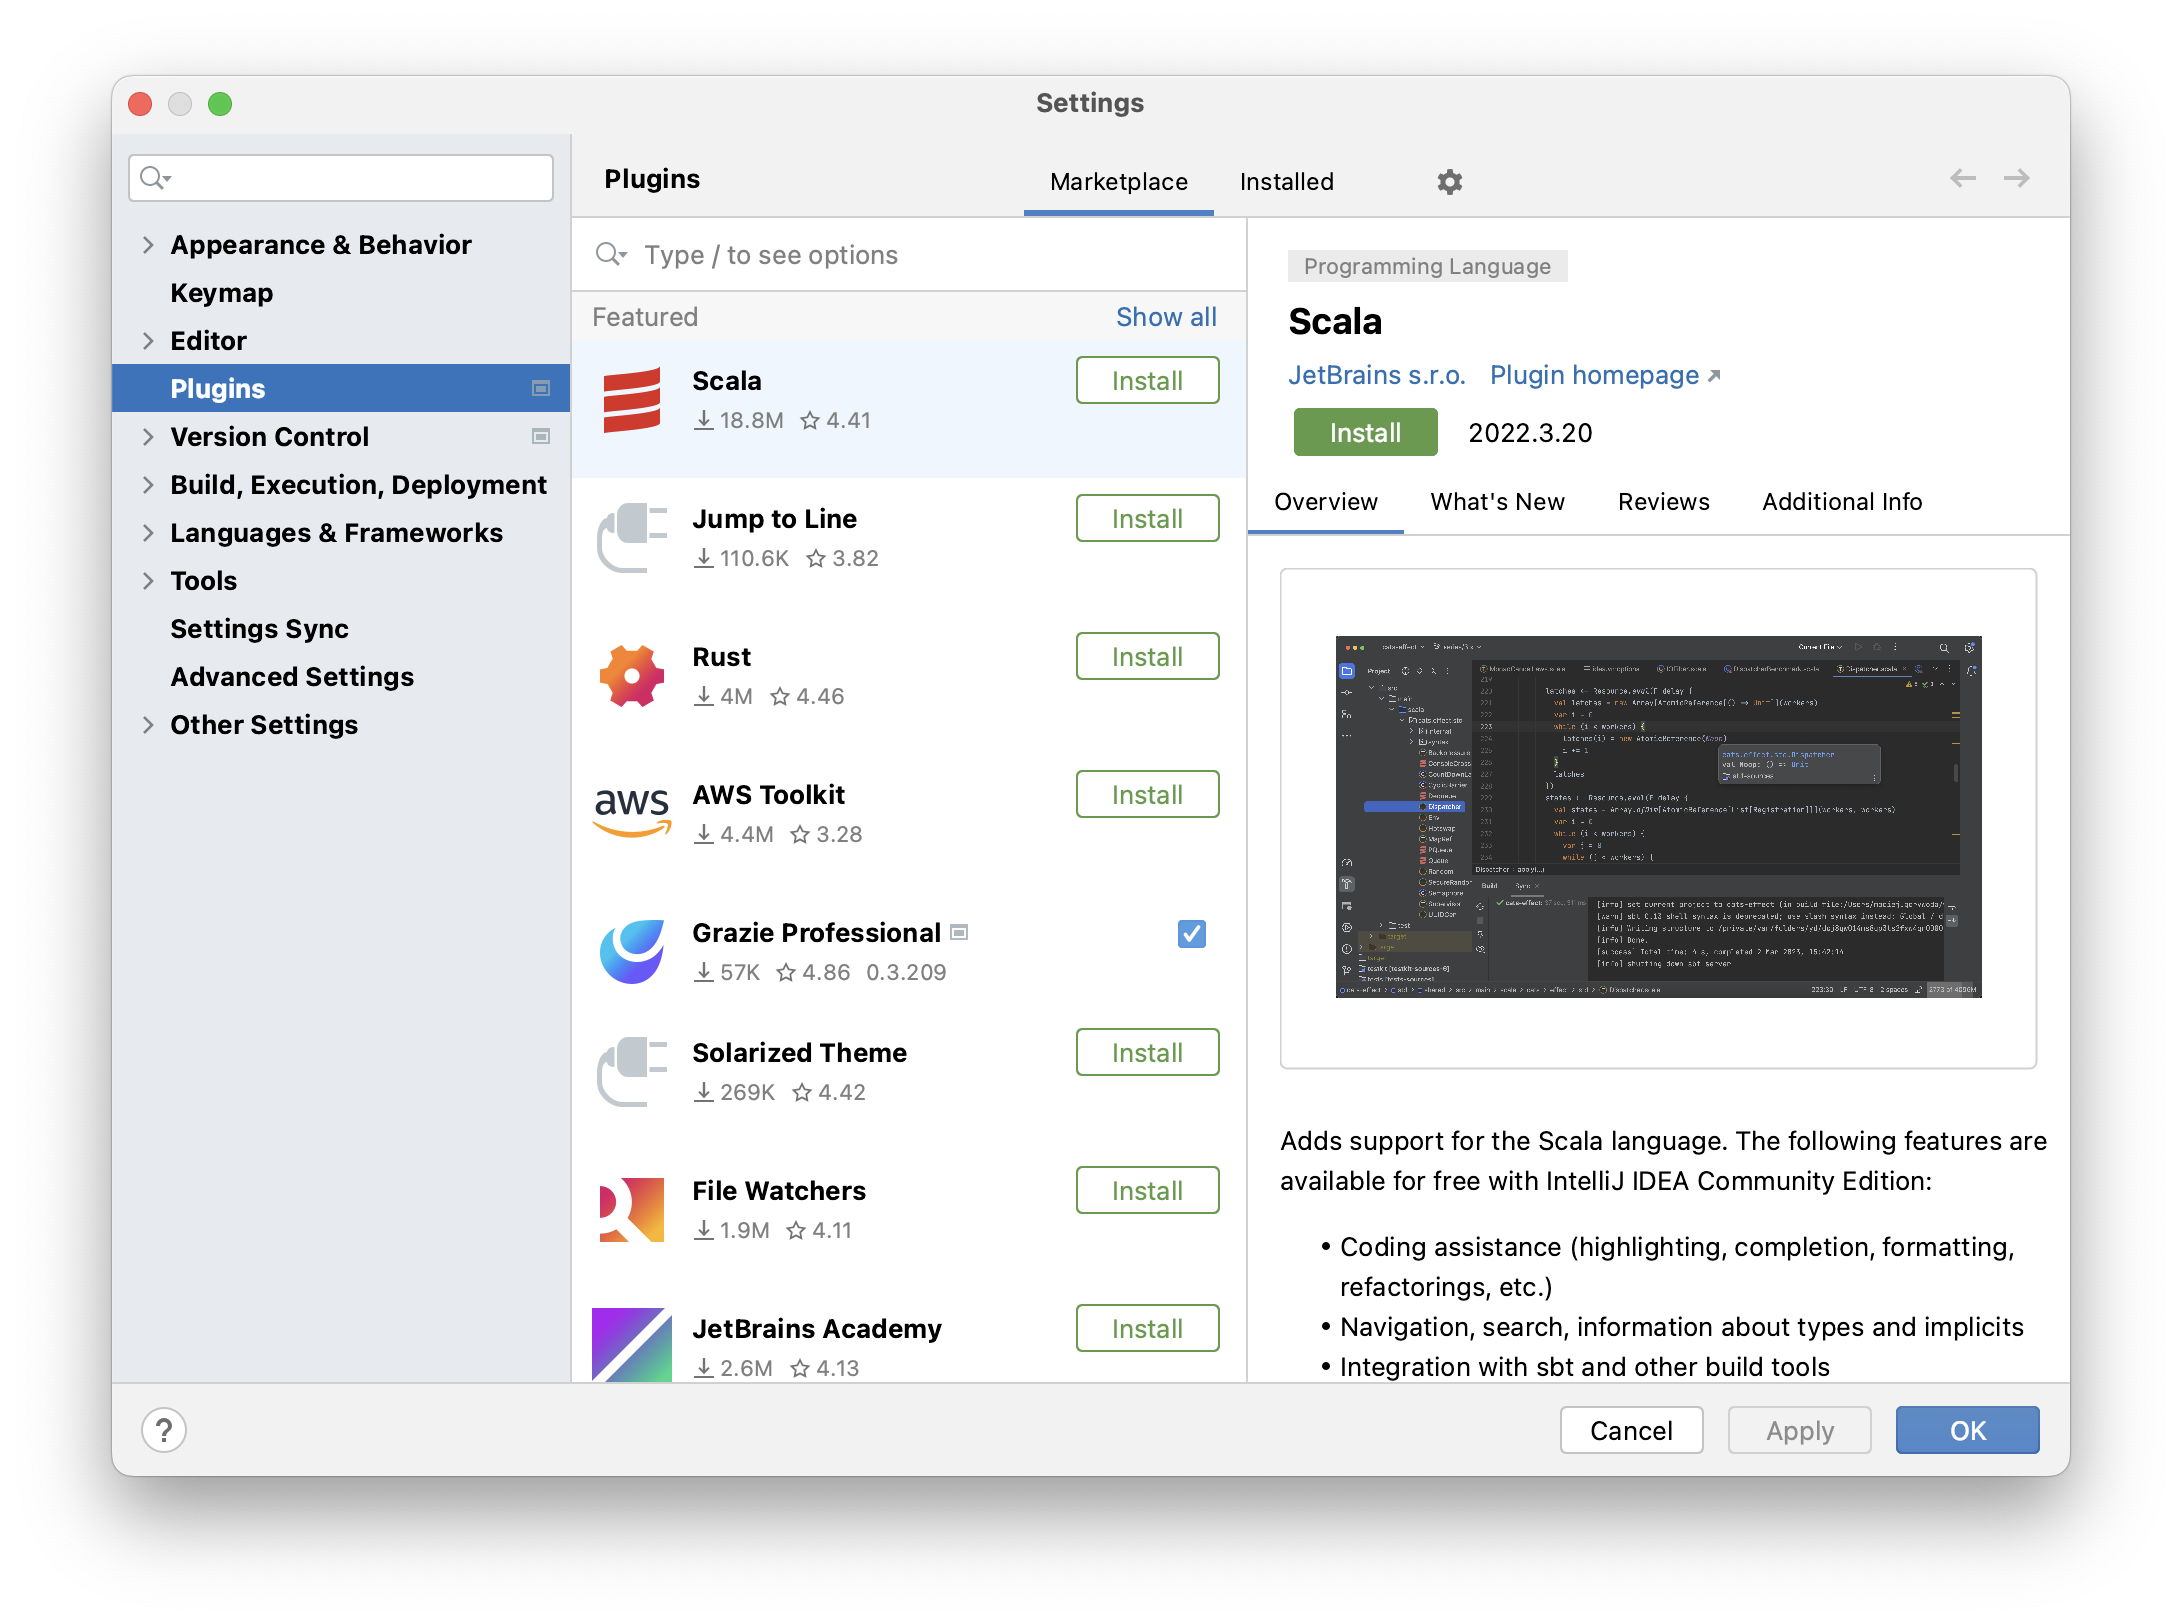 Settings
Plugins
Marketplace
Installed
Appearance & Behavior
Keymap
Editor
Plugins
Version Control
Build, Execution, Deployment
Languages & Frameworks
Tools
Settings Sync
Advanced Settings
Other Settings
Type / to see options
Featured
Show all
Scala
Install
18.8M
4.41
Jump to Line
Install
110.6K
3.82
Rust
Install
4M
4.46
aws
AWS Toolkit
Install
4.4M
3.28
Grazie Professional
57K
4.86
0.3.209
Solarized Theme
Install
269K
4.42
File Watchers
Install
1.9M
4.11
JetBrains Academy
Install
2.6M
4.13
Programming Language
Scala
JetBrains s.r.o.
Plugin homepage
Install
2022.3.20
Overview
What's New
Reviews
Additional Info
Project
Current File
latches
Dispatcher
Build
Sync
Adds support for the Scala language. The following features are
available for free with IntelliJ IDEA Community Edition:
• Coding assistance (highlighting, completion, formatting,
refactorings, etc.)
• Navigation, search, information about types and implicits
• Integration with sbt and other build tools
?
Cancel
Apply
OK